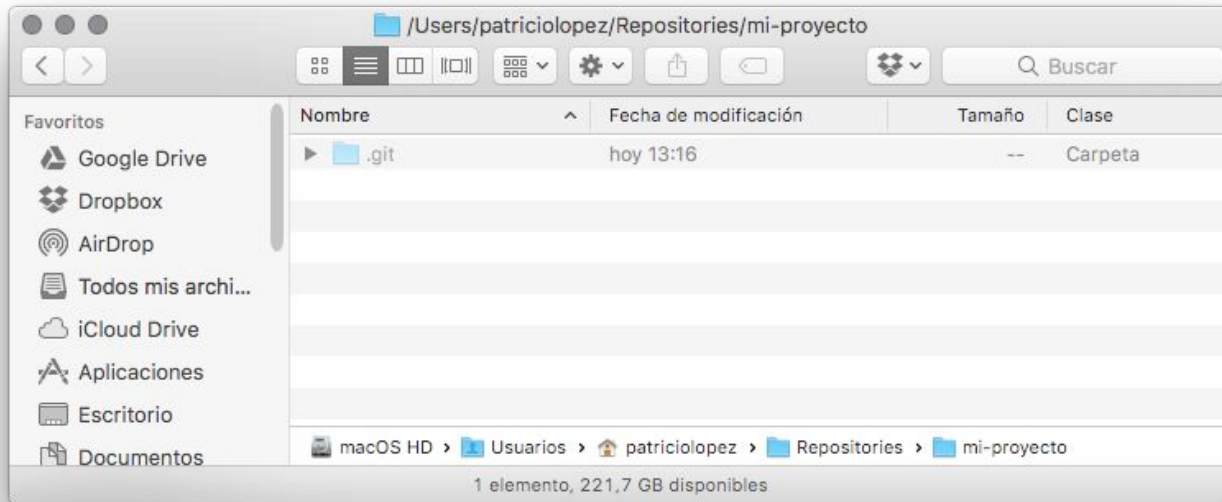 /Users/patriciolopez/Repositories/mi-proyecto
Buscar
Favoritos
Google Drive
Dropbox
AirDrop
Todos mis archi...
iCloud Drive
Aplicaciones
Escritorio
Documentos
Nombre Fecha de modificación Tamaño Clase
.git hoy 13:16 -- Carpeta
macOS HD › Usuarios › patriciolopez › Repositories › mi-proyecto
1 elemento, 221,7 GB disponibles